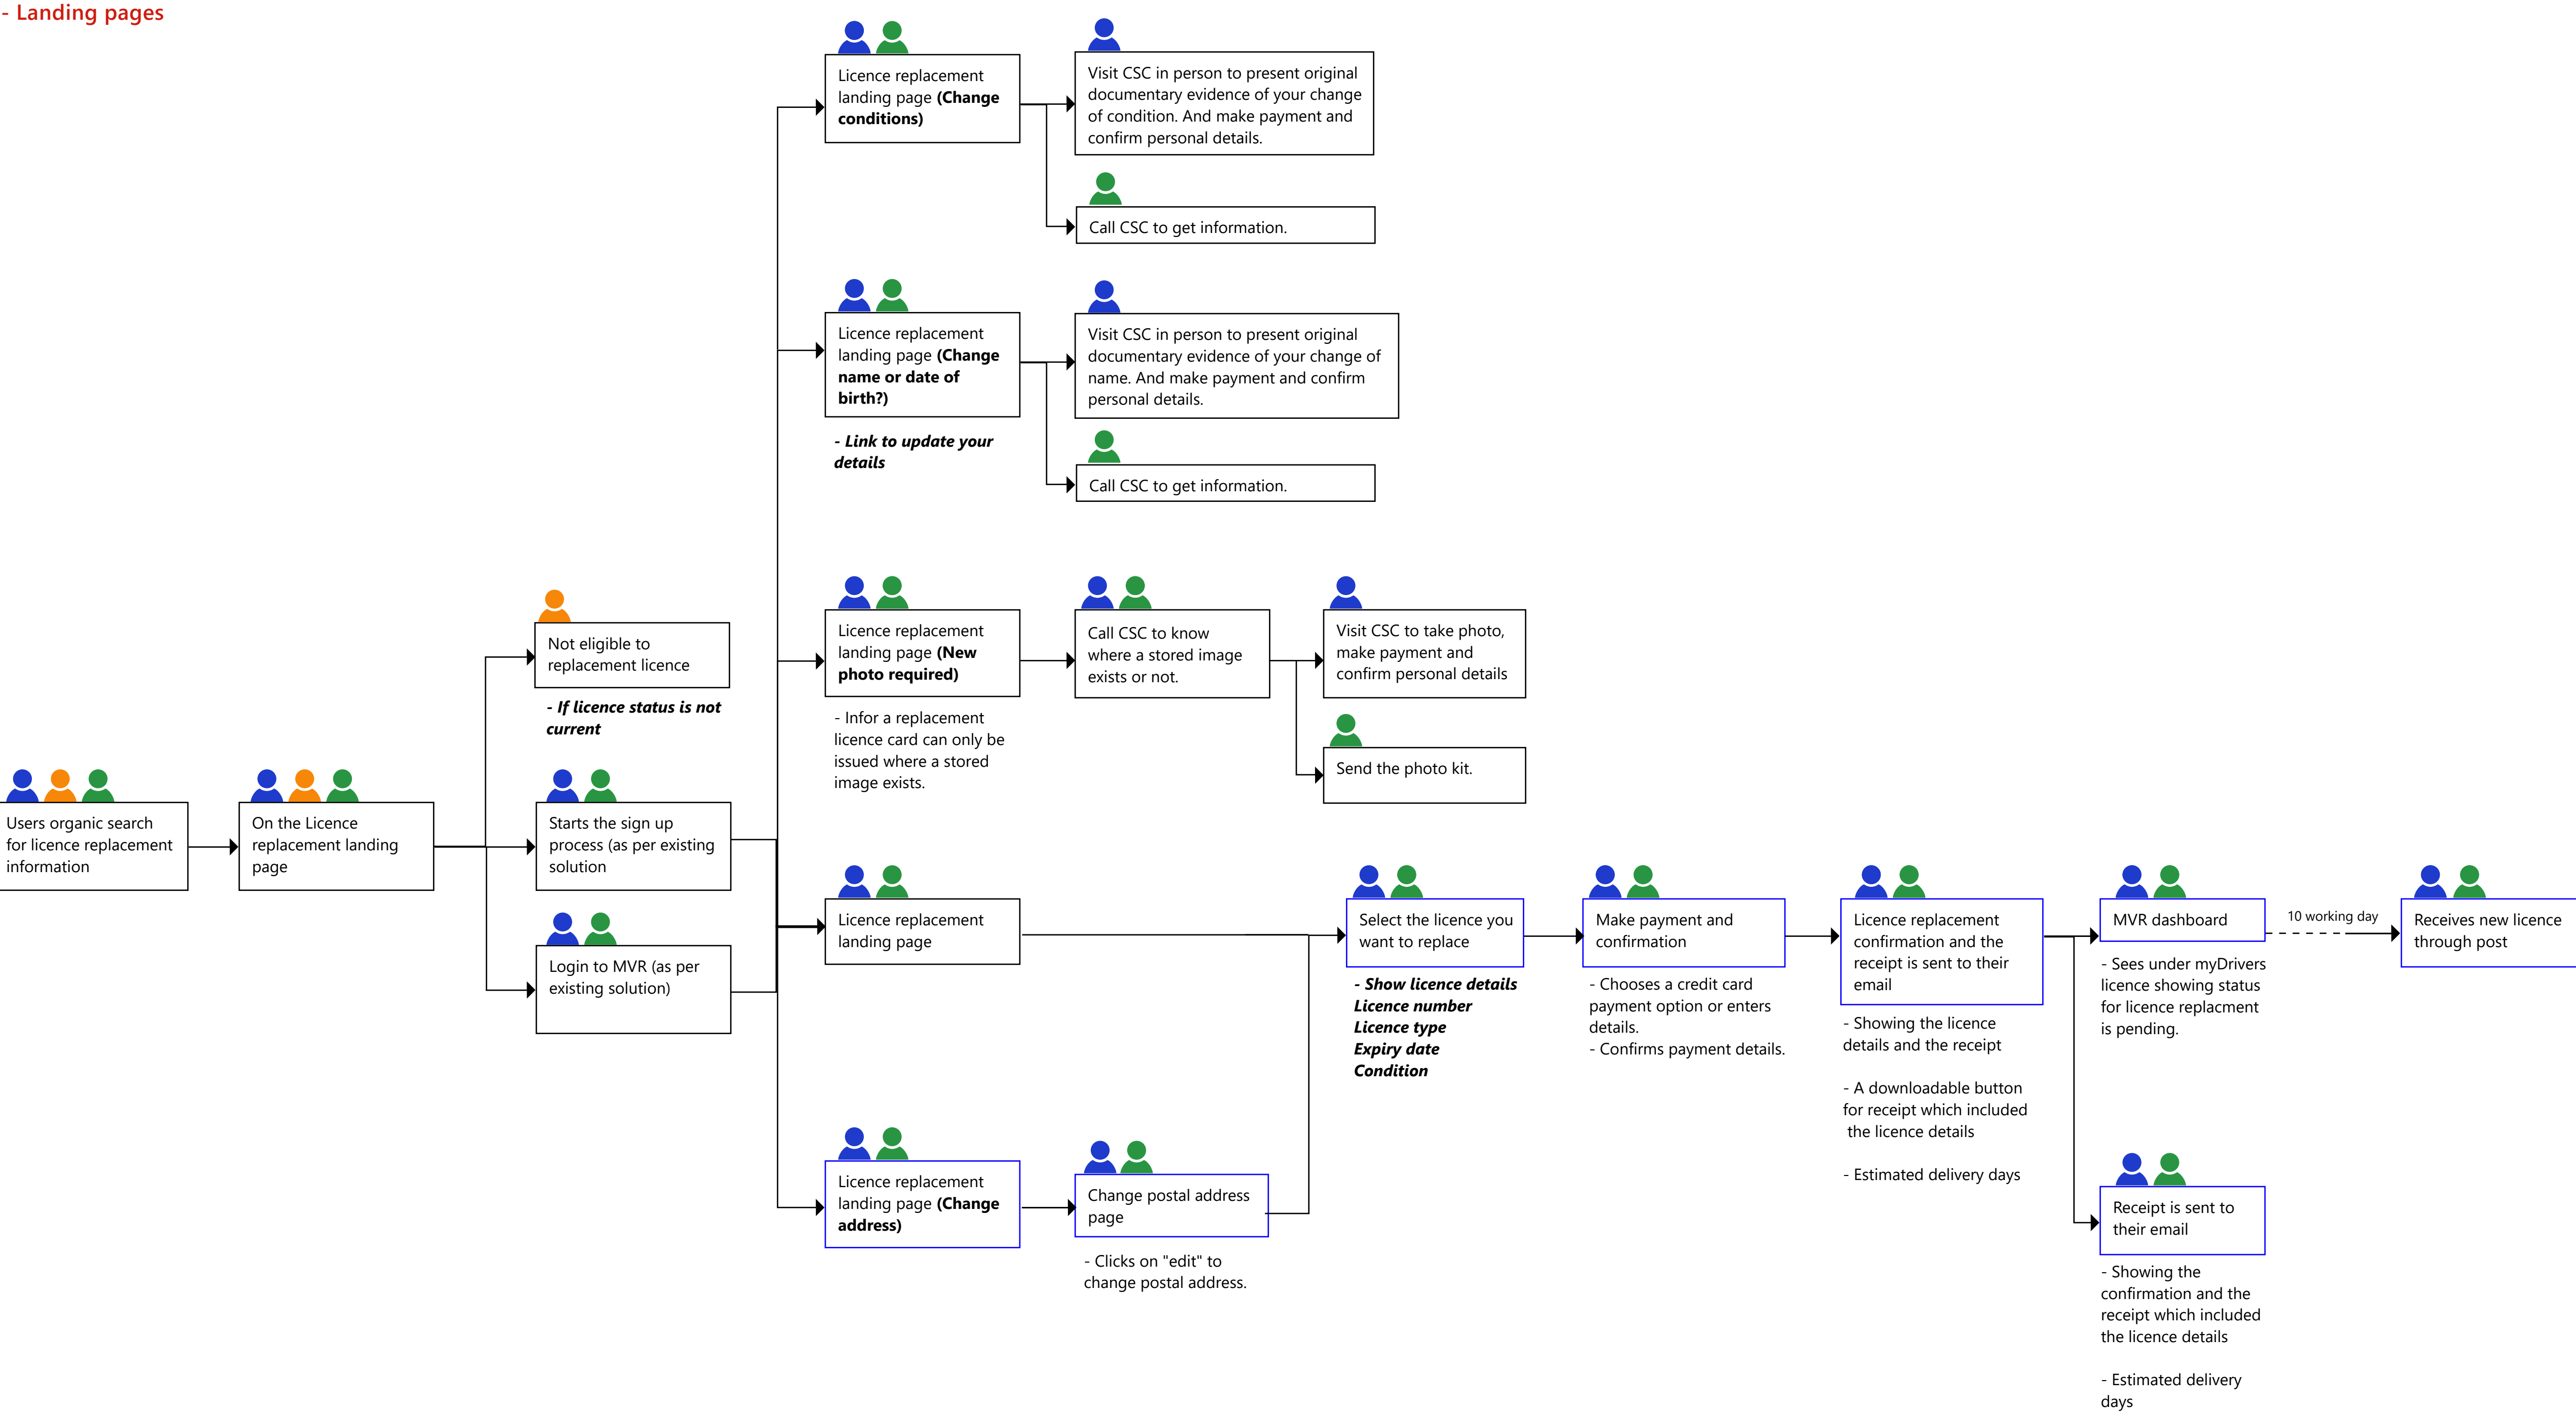 - Landing pages
Users organic search
for licence replacement
information
On the Licence
replacement landing
page
Not eligible to
replacement licence
- If licence status is not
current
Starts the sign up
process (as per existing
solution
Login to MVR (as per
existing solution)
Licence replacement
landing page (Change
conditions)
Visit CSC in person to present original
documentary evidence of your change
of condition. And make payment and
confirm personal details.
Call CSC to get information.
Licence replacement
landing page (Change
name or date of
birth?)
- Link to update your
details
Visit CSC in person to present original
documentary evidence of your change of
name. And make payment and confirm
personal details.
Call CSC to get information.
Licence replacement
landing page (New
photo required)
- Infor a replacement
licence card can only be
issued where a stored
image exists.
Call CSC to know
where a stored image
exists or not.
Visit CSC to take photo,
make payment and
confirm personal details
Send the photo kit.
Licence replacement
landing page
Licence replacement
landing page (Change
address)
Change postal address
page
- Clicks on "edit" to
change postal address.
Select the licence you
want to replace
- Show licence details
Licence number
Licence type
Expiry date
Condition
Make payment and
confirmation
- Chooses a credit card
payment option or enters
details.
- Confirms payment details.
Licence replacement
confirmation and the
receipt is sent to their
email
- Showing the licence
details and the receipt
- A downloadable button
for receipt which included
the licence details
- Estimated delivery days
MVR dashboard
- Sees under myDrivers
licence showing status
for licence replacment
is pending.
10 working day
Receives new licence
through post
Receipt is sent to
their email
- Showing the
confirmation and the
receipt which included
the licence details
- Estimated delivery
days